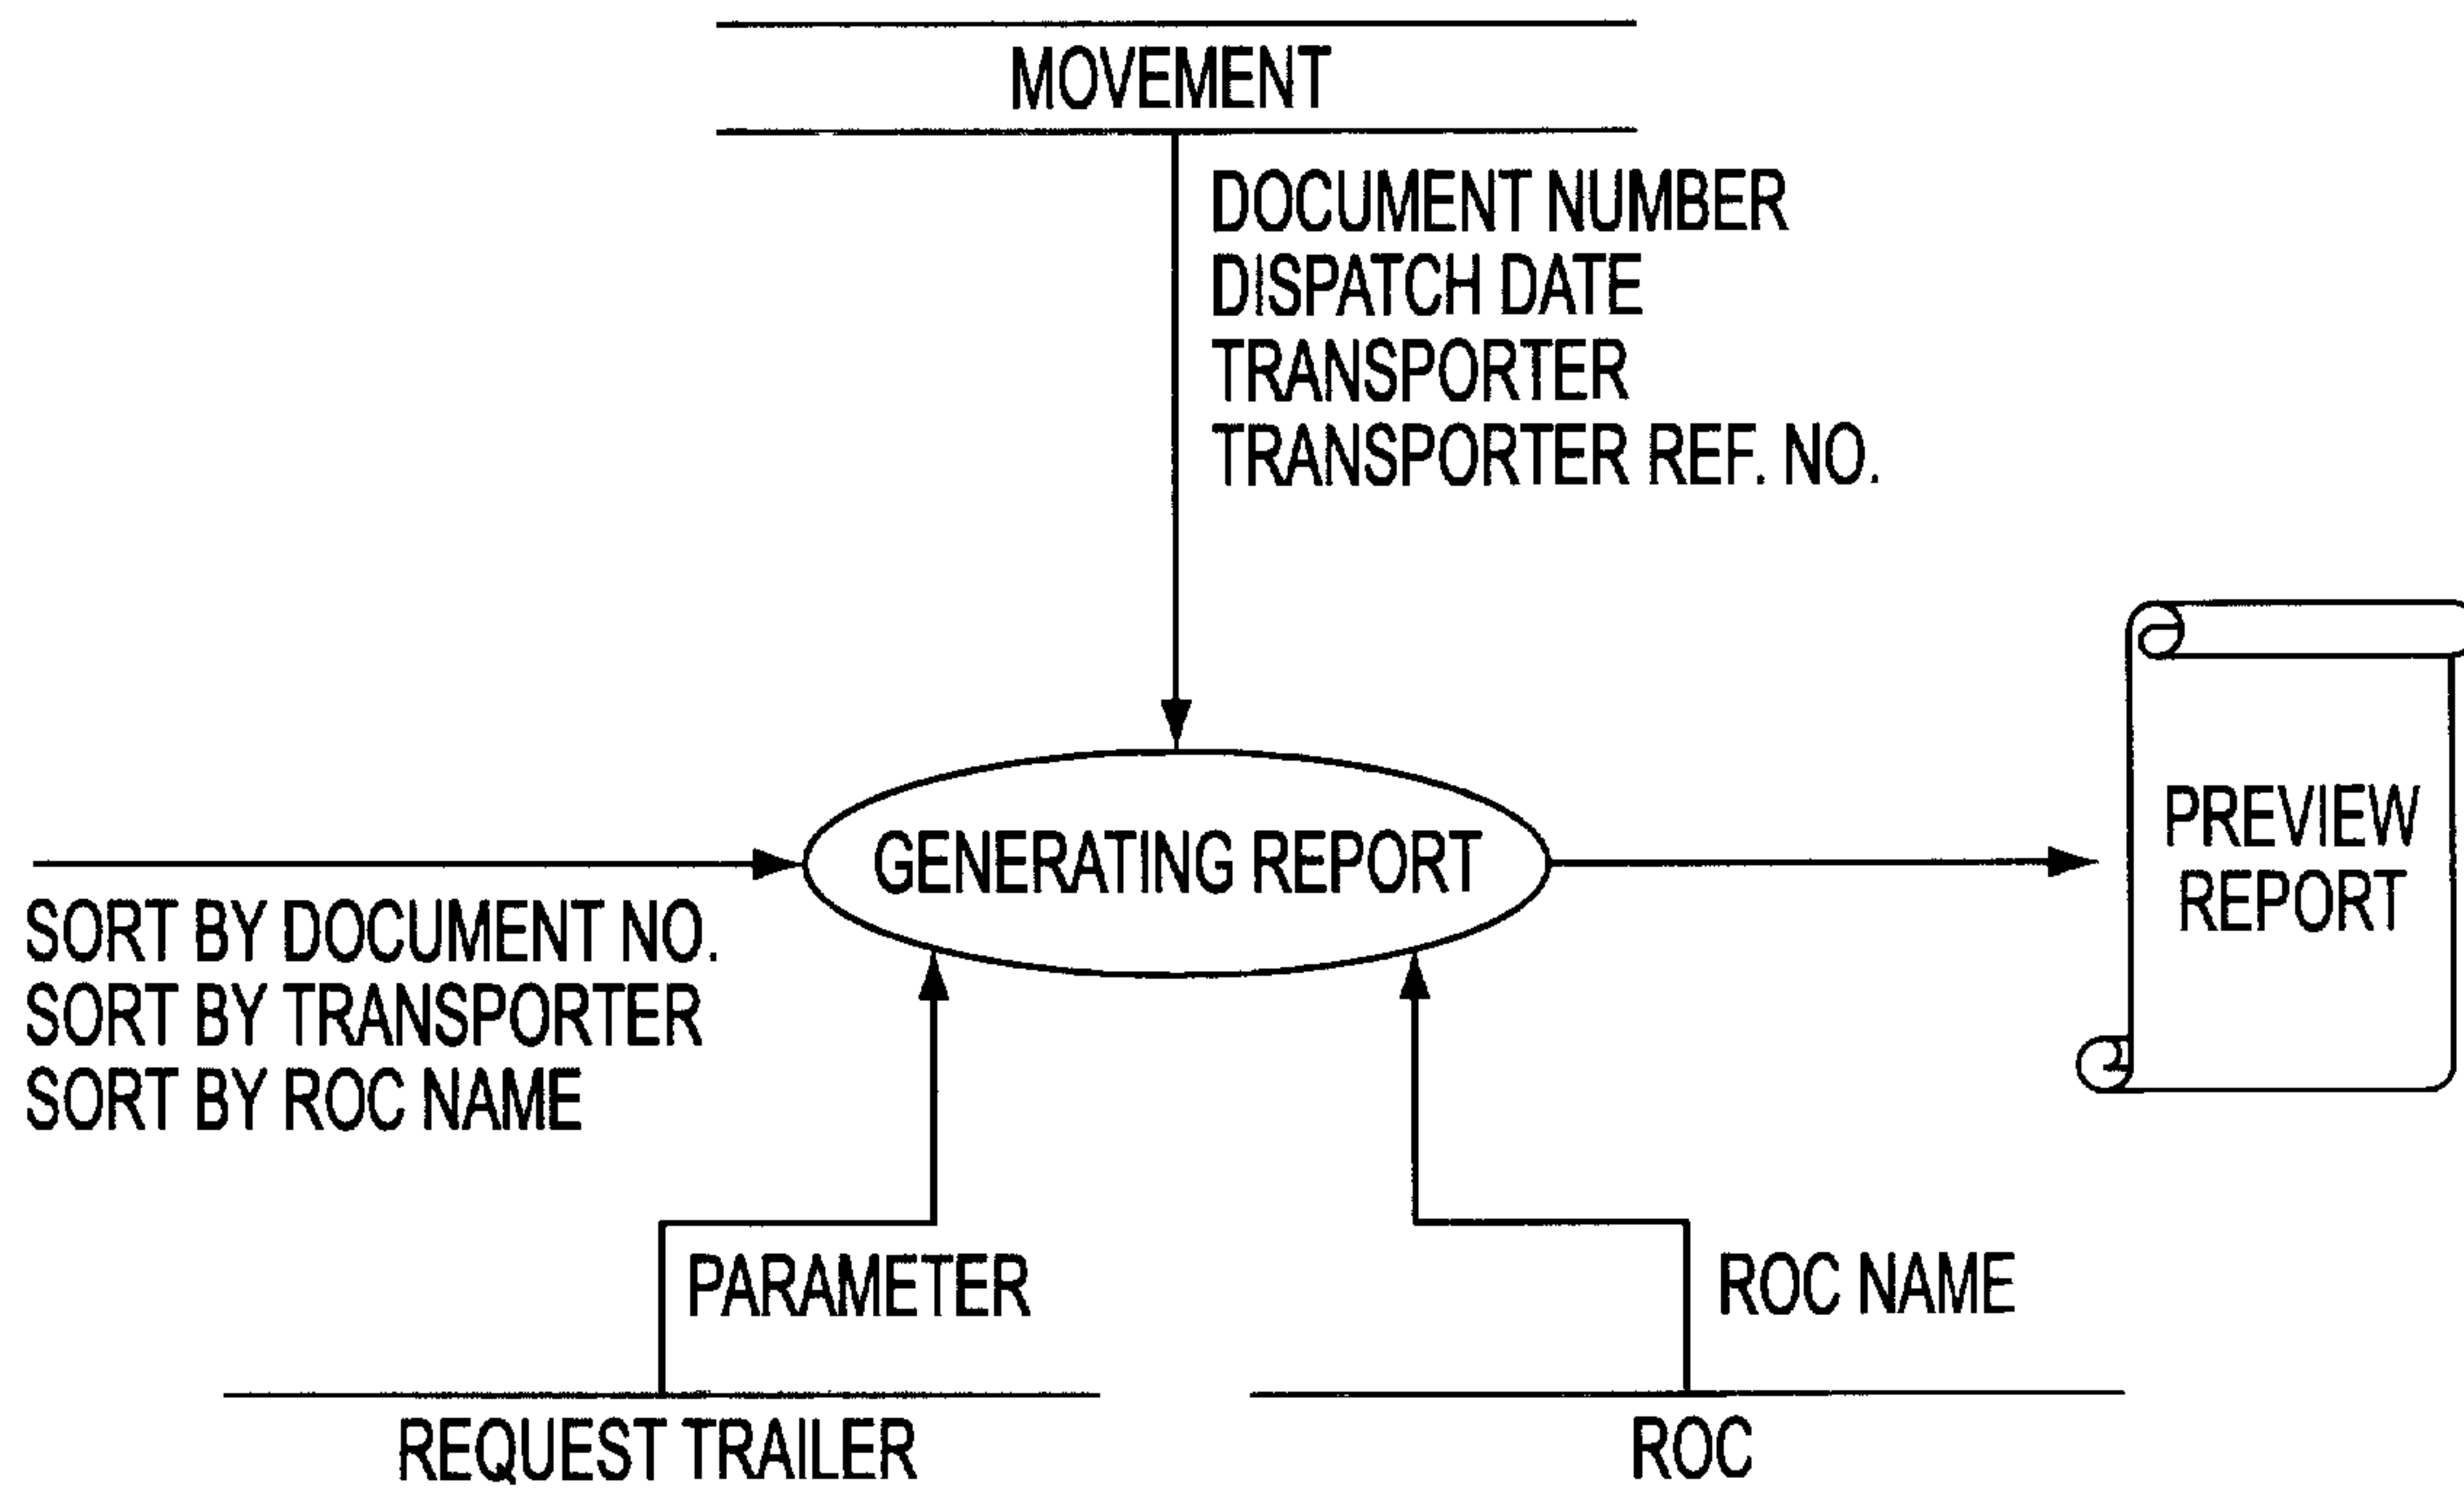 MOVEMENT
DOCUMENT NUMBER
DISPATCH DATE
TRANSPORTER
TRANSPORTER REF. NO.
GENERATING REPORT
PREVIEW
REPORT
SORT BY DOCUMENT NO.
SORT BY TRANSPORTER
SORT BY ROC NAME
PARAMETER
ROC NAME
REQUEST TRAILER
ROC